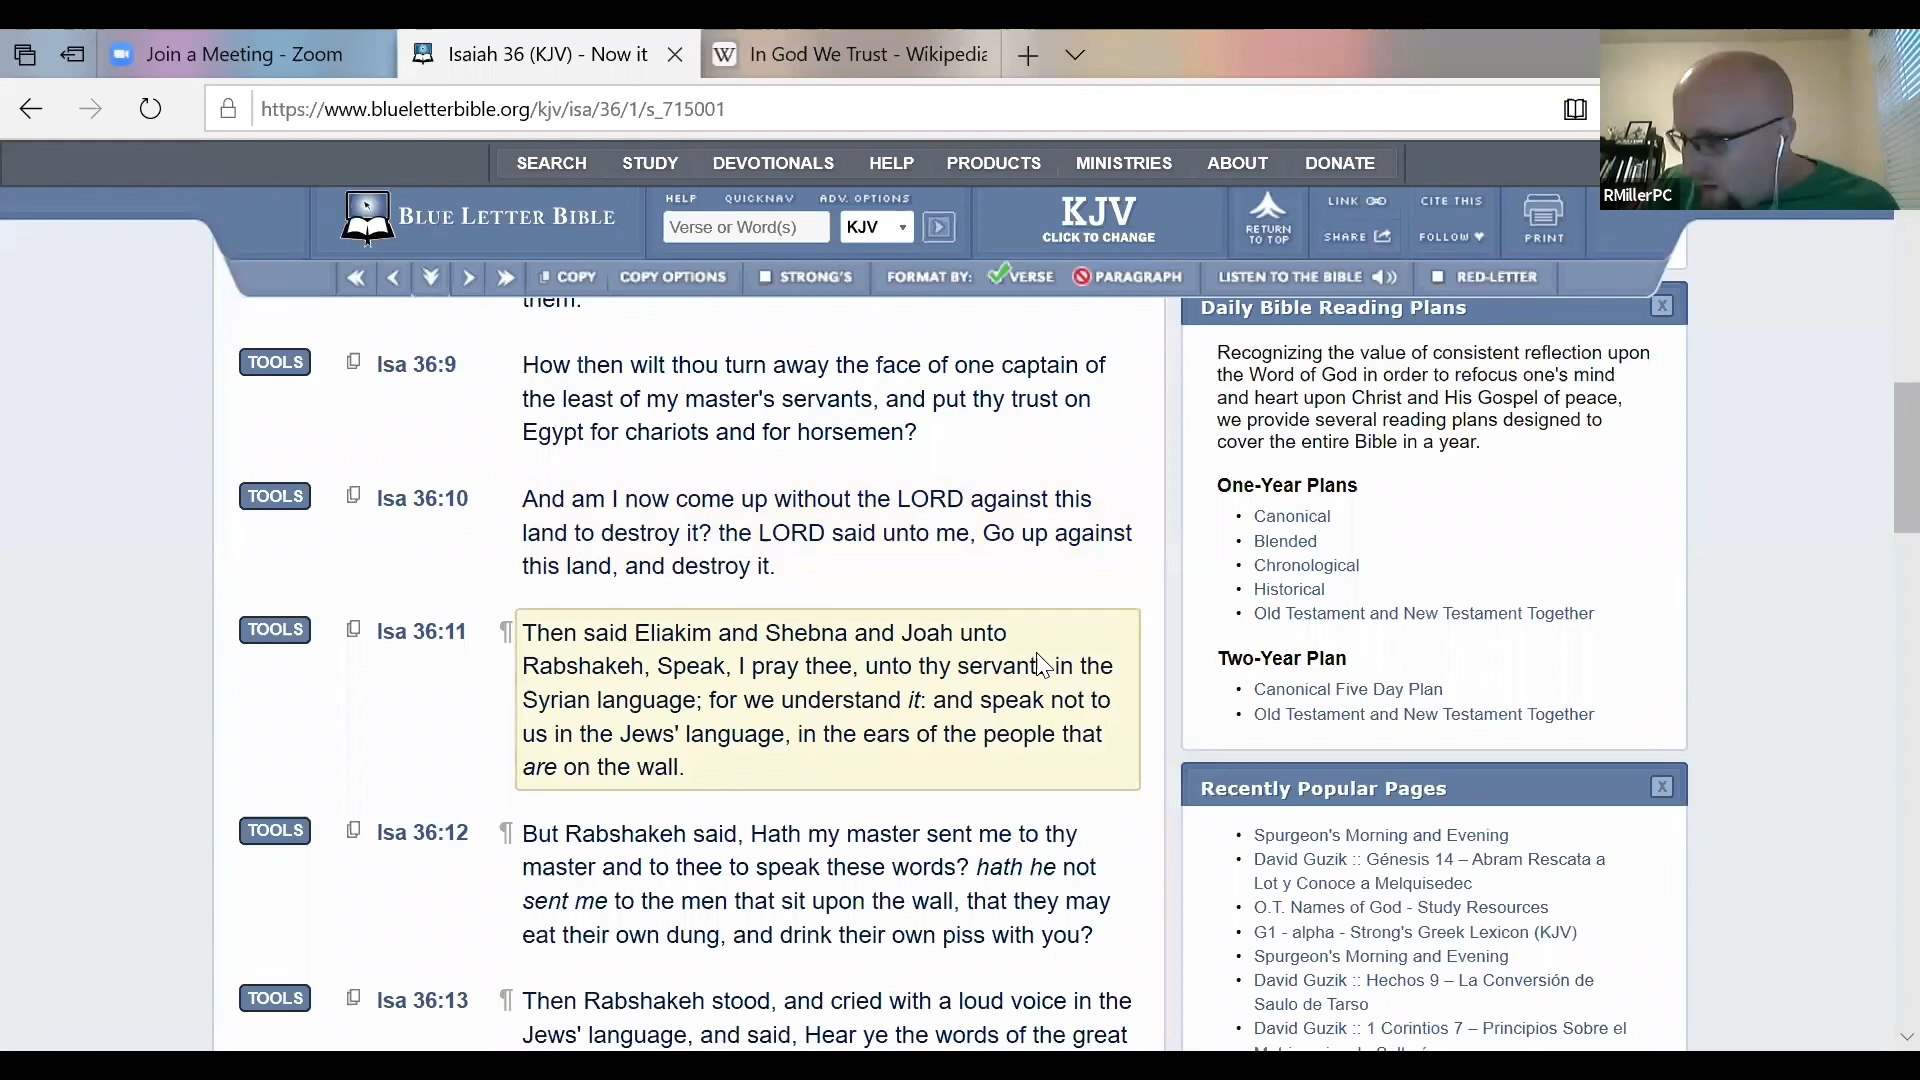 Join a Meeting - Zoom
Isaiah 36 (KJV) - Now it
In God We Trust - Wikipedia
https://www.blueletterbible.org/kjv/isa/36/1/s_715001
RMillerPC
SEARCH STUDY DEVOTIONALS HELP PRODUCTS MINISTRIES ABOUT DONATE
BLUE LETTER BIBLE
HELP QUICKNAV ADV. OPTIONS
Verse or Word(s) KJV
KJV
CLICK TO CHANGE
RETURN
TO TOP
LINK CITE THIS
SHARE FOLLOW
PRINT
COPY COPY OPTIONS STRONG'S FORMAT BY: VERSE PARAGRAPH LISTEN TO THE BIBLE RED-LETTER
them.
TOOLS Isa 36:9 How then wilt thou turn away the face of one captain of
the least of my master's servants, and put thy trust on
Egypt for chariots and for horsemen?
TOOLS Isa 36:10 And am I now come up without the LORD against this
land to destroy it? the LORD said unto me, Go up against
this land, and destroy it.
TOOLS Isa 36:11 ¶ Then said Eliakim and Shebna and Joah unto
Rabshakeh, Speak, I pray thee, unto thy servants in the
Syrian language; for we understand it: and speak not to
us in the Jews' language, in the ears of the people that
are on the wall.
TOOLS Isa 36:12 ¶ But Rabshakeh said, Hath my master sent me to thy
master and to thee to speak these words? hath he not
sent me to the men that sit upon the wall, that they may
eat their own dung, and drink their own piss with you?
TOOLS Isa 36:13 ¶ Then Rabshakeh stood, and cried with a loud voice in the
Jews' language, and said, Hear ye the words of the great
Daily Bible Reading Plans X
Recognizing the value of consistent reflection upon
the Word of God in order to refocus one's mind
and heart upon Christ and His Gospel of peace,
we provide several reading plans designed to
cover the entire Bible in a year.
One-Year Plans
• Canonical
• Blended
• Chronological
• Historical
• Old Testament and New Testament Together
Two-Year Plan
• Canonical Five Day Plan
• Old Testament and New Testament Together
Recently Popular Pages X
• Spurgeon's Morning and Evening
• David Guzik :: Génesis 14 – Abram Rescata a
Lot y Conoce a Melquisedec
• O.T. Names of God - Study Resources
• G1 - alpha - Strong's Greek Lexicon (KJV)
• Spurgeon's Morning and Evening
• David Guzik :: Hechos 9 – La Conversión de
Saulo de Tarso
• David Guzik :: 1 Corintios 7 – Principios Sobre el